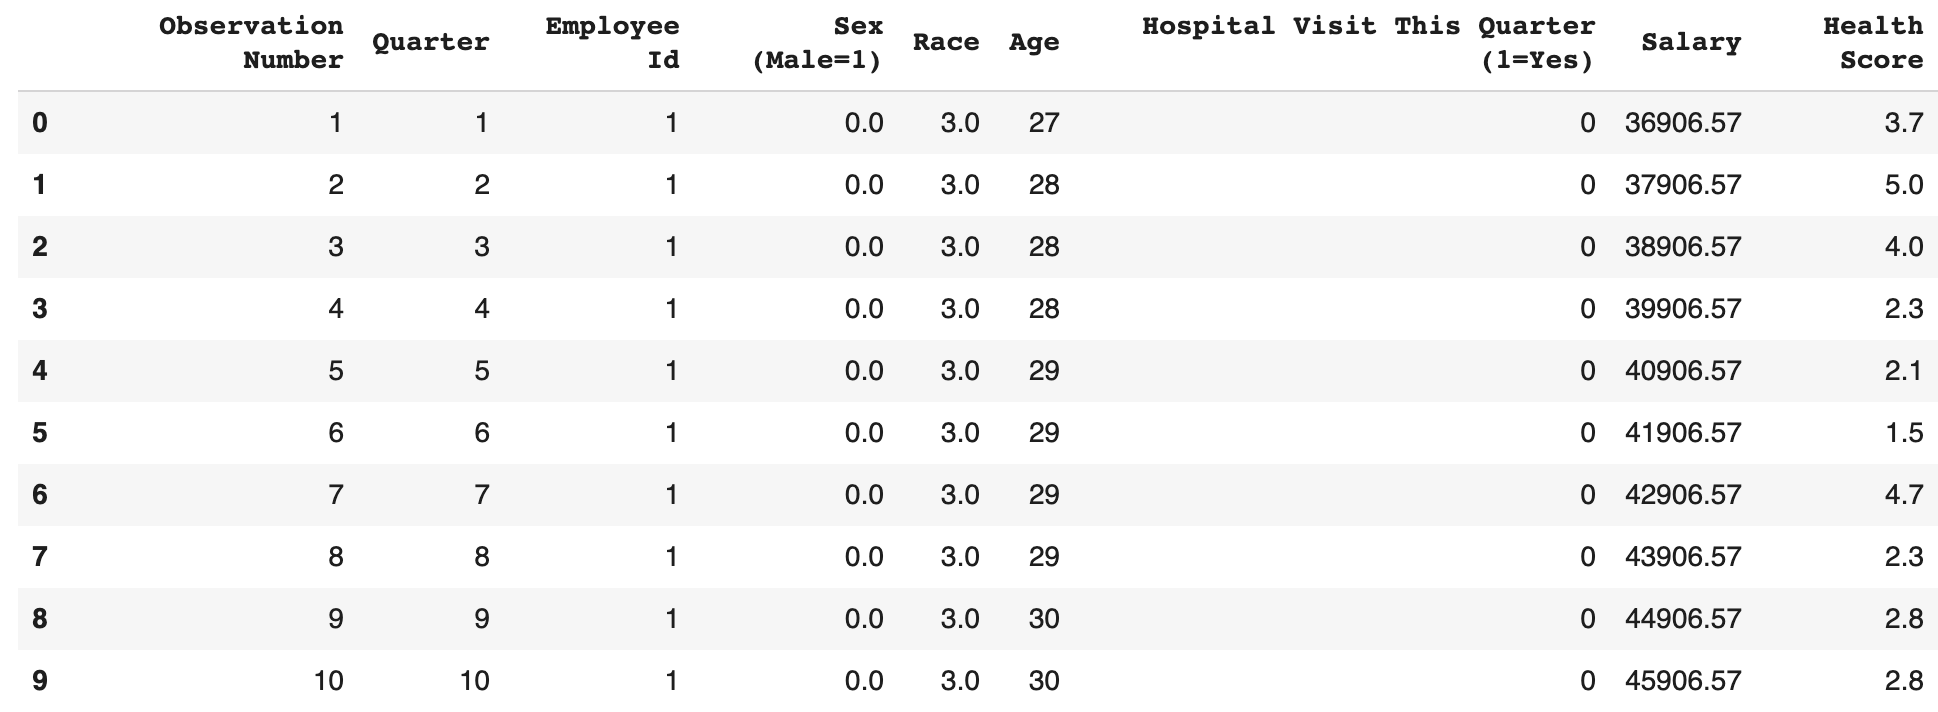 Observation Number Quarter Employee Id Sex (Male=1) Race Age Hospital Visit This Quarter (1=Yes) Salary Health Score
0 1 1 1 0.0 3.0 27 0 36906.57 3.7
1 2 2 1 0.0 3.0 28 0 37906.57 5.0
2 3 3 1 0.0 3.0 28 0 38906.57 4.0
3 4 4 1 0.0 3.0 28 0 39906.57 2.3
4 5 5 1 0.0 3.0 29 0 40906.57 2.1
5 6 6 1 0.0 3.0 29 0 41906.57 1.5
6 7 7 1 0.0 3.0 29 0 42906.57 4.7
7 8 8 1 0.0 3.0 29 0 43906.57 2.3
8 9 9 1 0.0 3.0 30 0 44906.57 2.8
9 10 10 1 0.0 3.0 30 0 45906.57 2.8